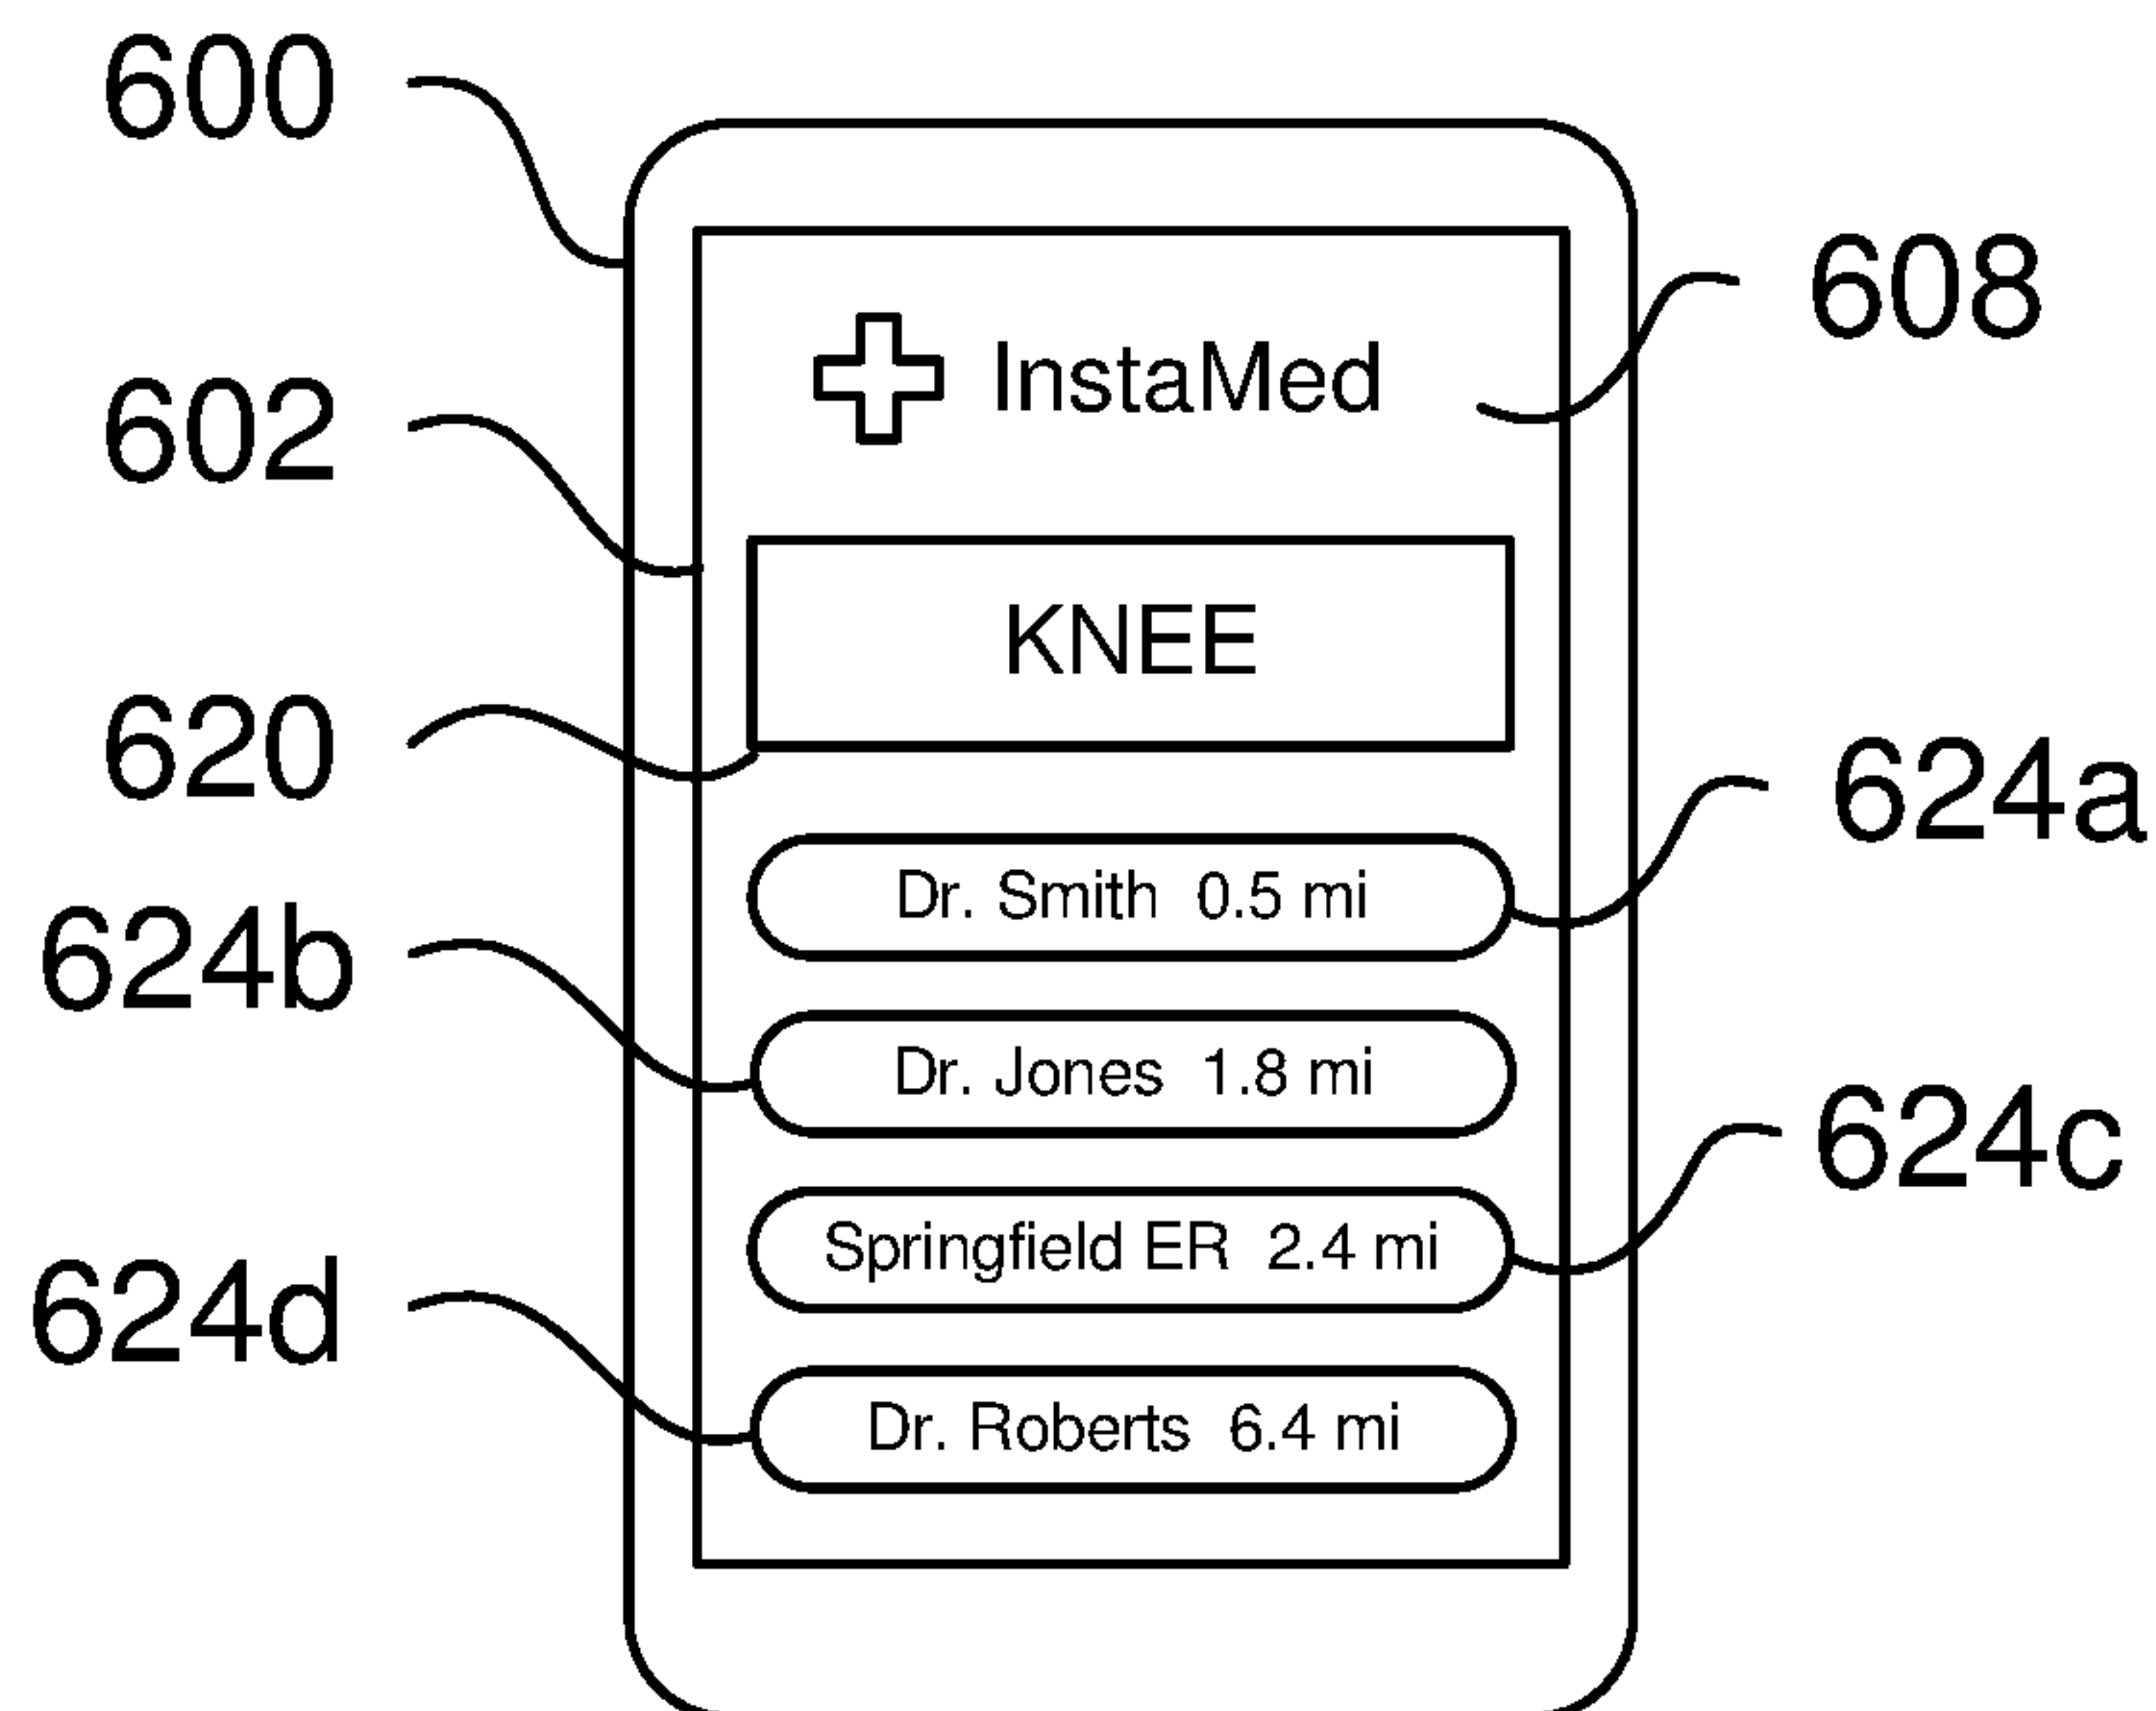 600
608
InstaMed
602
KNEE
620
624a
Dr. Smith 0.5 mi
624b
Dr. Jones 1.8 mi
624c
Springfield ER 2.4 mi
624d
Dr. Roberts 6.4 mi